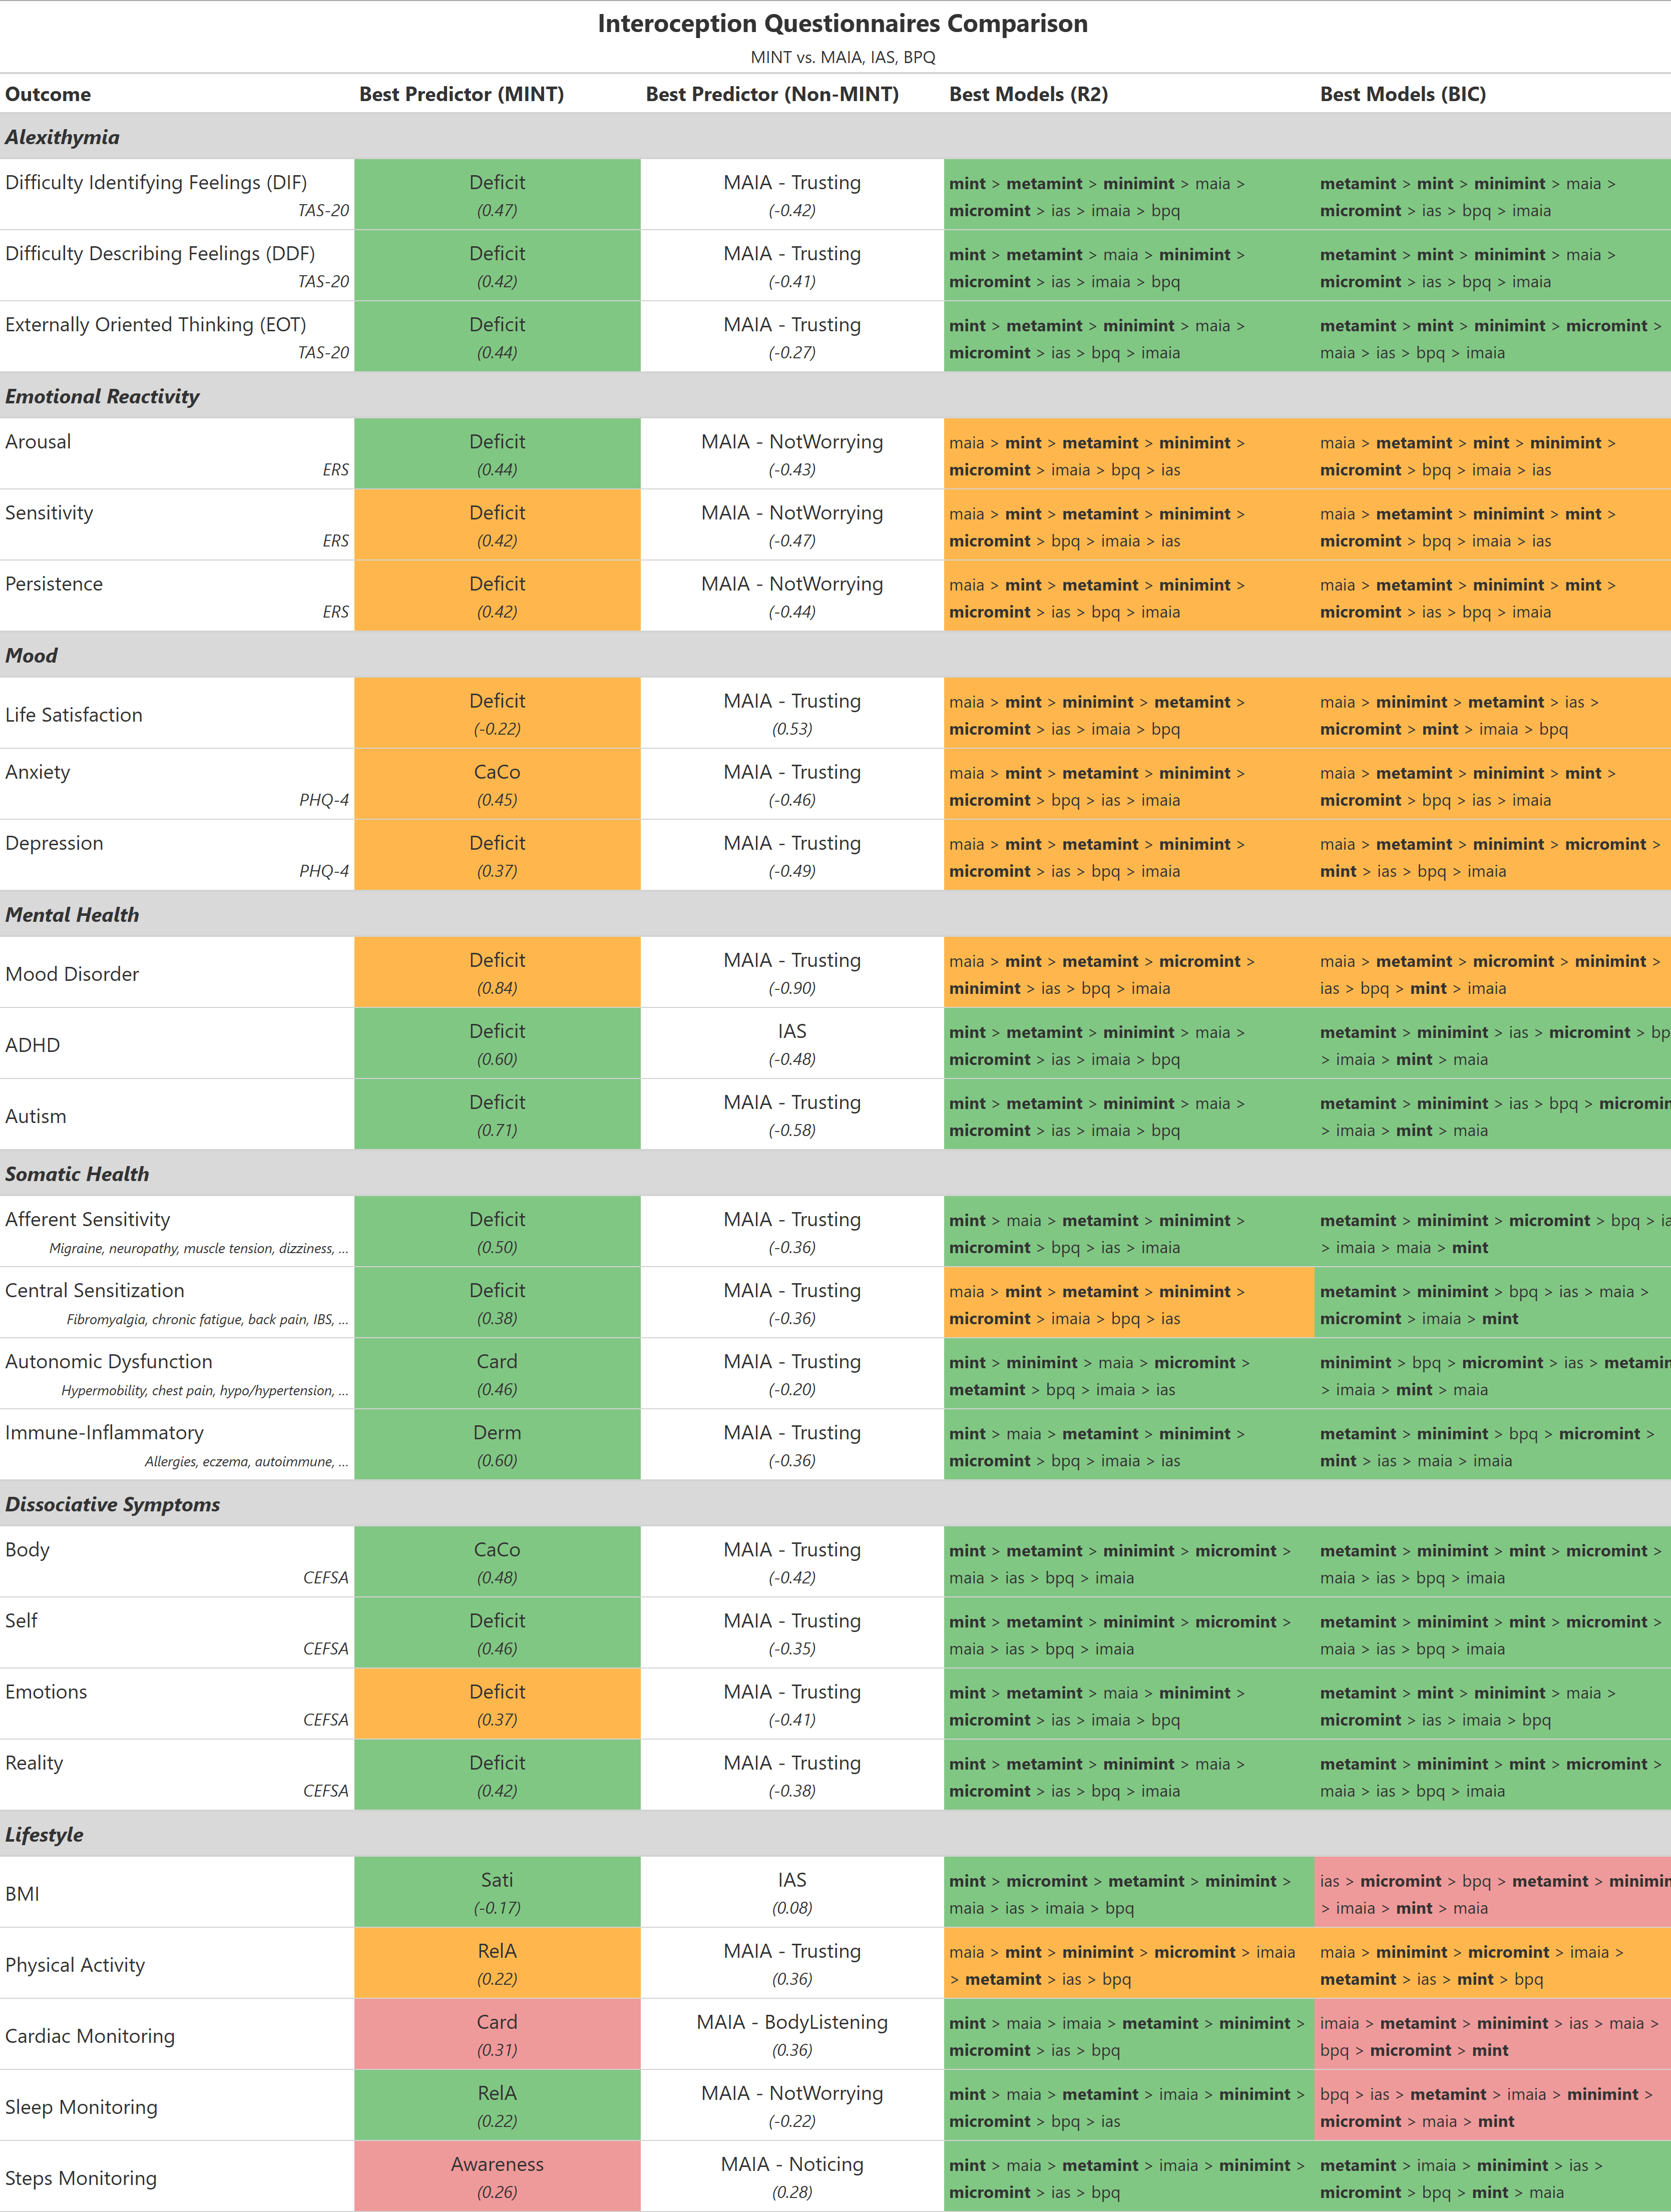 Interoception Questionnaires Comparison
MINT vs. MAIA, IAS, BPQ
Outcome Best Predictor (MINT) Best Predictor (Non-MINT) Best Models (R2) Best Models (BIC)
Alexithymia
Difficulty Identifying Feelings (DIF) Deficit MAIA - Trusting mint > metamint > minimint > maia > metamint > mint > minimint > maia >
TAS-20 (0.47) (-0.42) micromint > ias > imaia > bpq micromint > ias > bpq > imaia
Difficulty Describing Feelings (DDF) Deficit MAIA - Trusting mint > metamint > maia > minimint > metamint > mint > minimint > maia >
TAS-20 (0.42) (-0.41) micromint > ias > imaia > bpq micromint > ias > bpq > imaia
Externally Oriented Thinking (EOT) Deficit MAIA - Trusting mint > metamint > minimint > maia > metamint > mint > minimint > micromint >
TAS-20 (0.44) (-0.27) micromint > ias > bpq > imaia maia > ias > bpq > imaia
Emotional Reactivity
Arousal Deficit MAIA - NotWorrying maia > mint > metamint > minimint > maia > metamint > mint > minimint >
ERS (0.44) (-0.43) micromint > imaia > bpq > ias micromint > bpq > imaia > ias
Sensitivity Deficit MAIA - NotWorrying maia > mint > metamint > minimint > maia > metamint > minimint > mint >
ERS (0.42) (-0.47) micromint > bpq > imaia > ias micromint > bpq > imaia > ias
Persistence Deficit MAIA - NotWorrying maia > mint > metamint > minimint > maia > metamint > minimint > mint >
ERS (0.42) (-0.44) micromint > ias > bpq > imaia micromint > ias > bpq > imaia
Mood
Life Satisfaction Deficit MAIA - Trusting maia > mint > minimint > metamint > maia > minimint > metamint > ias >
(-0.22) (0.53) micromint > ias > imaia > bpq micromint > mint > imaia > bpq
Anxiety CaCo MAIA - Trusting maia > mint > metamint > minimint > maia > metamint > minimint > mint >
PHQ-4 (0.45) (-0.46) micromint > bpq > ias > imaia micromint > bpq > ias > imaia
Depression Deficit MAIA - Trusting maia > mint > metamint > minimint > maia > metamint > minimint > micromint >
PHQ-4 (0.37) (-0.49) micromint > ias > bpq > imaia mint > ias > bpq > imaia
Mental Health
Mood Disorder Deficit MAIA - Trusting maia > mint > metamint > micromint > maia > metamint > micromint > minimint >
(0.84) (-0.90) minimint > ias > bpq > imaia ias > bpq > mint > imaia
ADHD Deficit IAS mint > metamint > minimint > maia > metamint > minimint > ias > micromint > bp
(0.60) (-0.48) micromint > ias > imaia > bpq > imaia > mint > maia
Autism Deficit MAIA - Trusting mint > metamint > minimint > maia > metamint > minimint > ias > bpq > micromin
(0.71) (-0.58) micromint > ias > imaia > bpq > imaia > mint > maia
Somatic Health
Afferent Sensitivity Deficit MAIA - Trusting mint > maia > metamint > minimint > metamint > minimint > micromint > bpq > ia
Migraine, neuropathy, muscle tension, dizziness, ... (0.50) (-0.36) micromint > bpq > ias > imaia > imaia > maia > mint
Central Sensitization Deficit MAIA - Trusting maia > mint > metamint > minimint > metamint > minimint > bpq > ias > maia >
Fibromyalgia, chronic fatigue, back pain, IBS, ... (0.38) (-0.36) micromint > imaia > bpq > ias micromint > imaia > mint
Autonomic Dysfunction Card MAIA - Trusting mint > minimint > maia > micromint > minimint > bpq > micromint > ias > metamin
Hypermobility, chest pain, hypo/hypertension, ... (0.46) (-0.20) metamint > bpq > imaia > ias > imaia > mint > maia
Immune-Inflammatory Derm MAIA - Trusting mint > maia > metamint > minimint > metamint > minimint > bpq > micromint >
Allergies, eczema, autoimmune, ... (0.60) (-0.36) micromint > bpq > imaia > ias mint > ias > maia > imaia
Dissociative Symptoms
Body CaCo MAIA - Trusting mint > metamint > minimint > micromint > metamint > minimint > mint > micromint >
CEFSA (0.48) (-0.42) maia > ias > bpq > imaia maia > ias > bpq > imaia
Self Deficit MAIA - Trusting mint > metamint > minimint > micromint > metamint > minimint > mint > micromint >
CEFSA (0.46) (-0.35) maia > ias > bpq > imaia maia > ias > bpq > imaia
Emotions Deficit MAIA - Trusting mint > metamint > maia > minimint > metamint > mint > minimint > maia >
CEFSA (0.37) (-0.41) micromint > ias > imaia > bpq micromint > ias > imaia > bpq
Reality Deficit MAIA - Trusting mint > metamint > minimint > maia > metamint > minimint > mint > micromint >
CEFSA (0.42) (-0.38) micromint > ias > bpq > imaia maia > ias > bpq > imaia
Lifestyle
BMI Sati IAS mint > micromint > metamint > minimint > ias > micromint > bpq > metamint > minimin
(-0.17) (0.08) maia > ias > imaia > bpq > imaia > mint > maia
Physical Activity RelA MAIA - Trusting maia > mint > minimint > micromint > imaia maia > minimint > micromint > imaia >
(0.22) (0.36) > metamint > ias > bpq metamint > ias > mint > bpq
Cardiac Monitoring Card MAIA - BodyListening mint > maia > imaia > metamint > minimint > imaia > metamint > minimint > ias > maia >
(0.31) (0.36) micromint > ias > bpq bpq > micromint > mint
Sleep Monitoring RelA MAIA - NotWorrying mint > maia > metamint > imaia > minimint > bpq > ias > metamint > imaia > minimint >
(0.22) (-0.22) micromint > bpq > ias micromint > maia > mint
Steps Monitoring Awareness MAIA - Noticing mint > maia > metamint > imaia > minimint > metamint > imaia > minimint > ias >
(0.26) (0.28) micromint > ias > bpq micromint > bpq > mint > maia